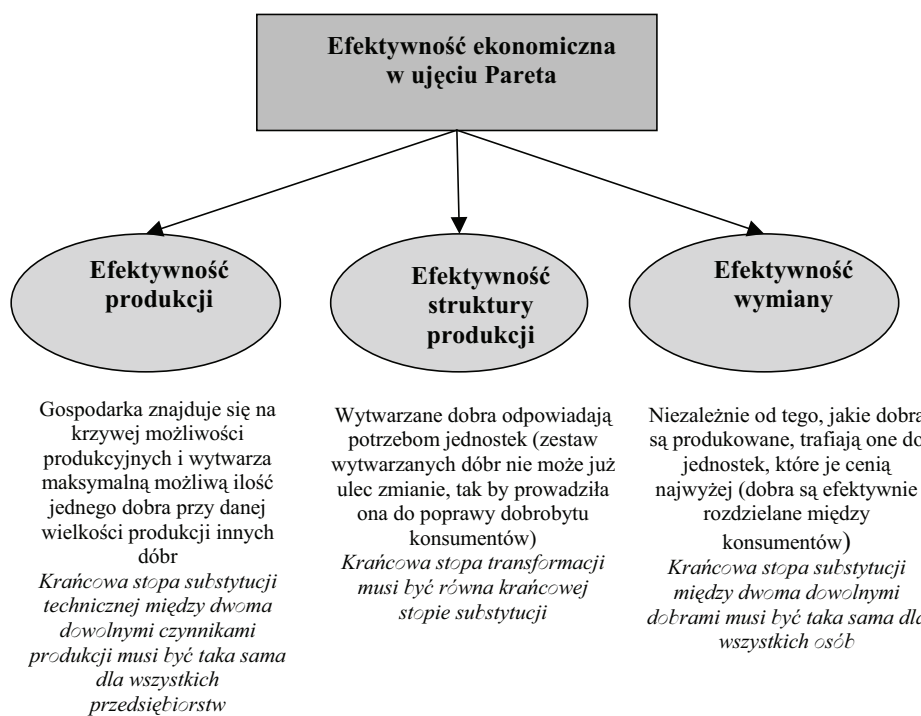 Efektywność ekonomiczna
w ujęciu Pareta
Efektywność
produkcji
Efektywność
struktury
produkcji
Efektywność
wymiany
Gospodarka znajduje się na
krzywej możliwości
produkcyjnych i wytwarza
maksymalną możliwą ilość
jednego dobra przy danej
wielkości produkcji innych
dóbr
Krańcowa stopa substytucji
technicznej między dwoma
dowolnymi czynnikami
produkcji musi być taka sama
dla wszystkich
przedsiębiorstw
Wytwarzane dobra odpowiadają
potrzebom jednostek (zestaw
wytwarzanych dóbr nie może już
ulec zmianie, tak by prowadziła
ona do poprawy dobrobytu
konsumentów)
Krańcowa stopa transformacji
musi być równa krańcowej
stopie substytucji
Niezależnie od tego, jakie dobra
są produkowane, trafiają one do
jednostek, które je cenią
najwyżej (dobra są efektywnie
rozdzielane między
konsumentów)
Krańcowa stopa substytucji
między dwoma dowolnymi
dobrami musi być taka sama dla
wszystkich osób